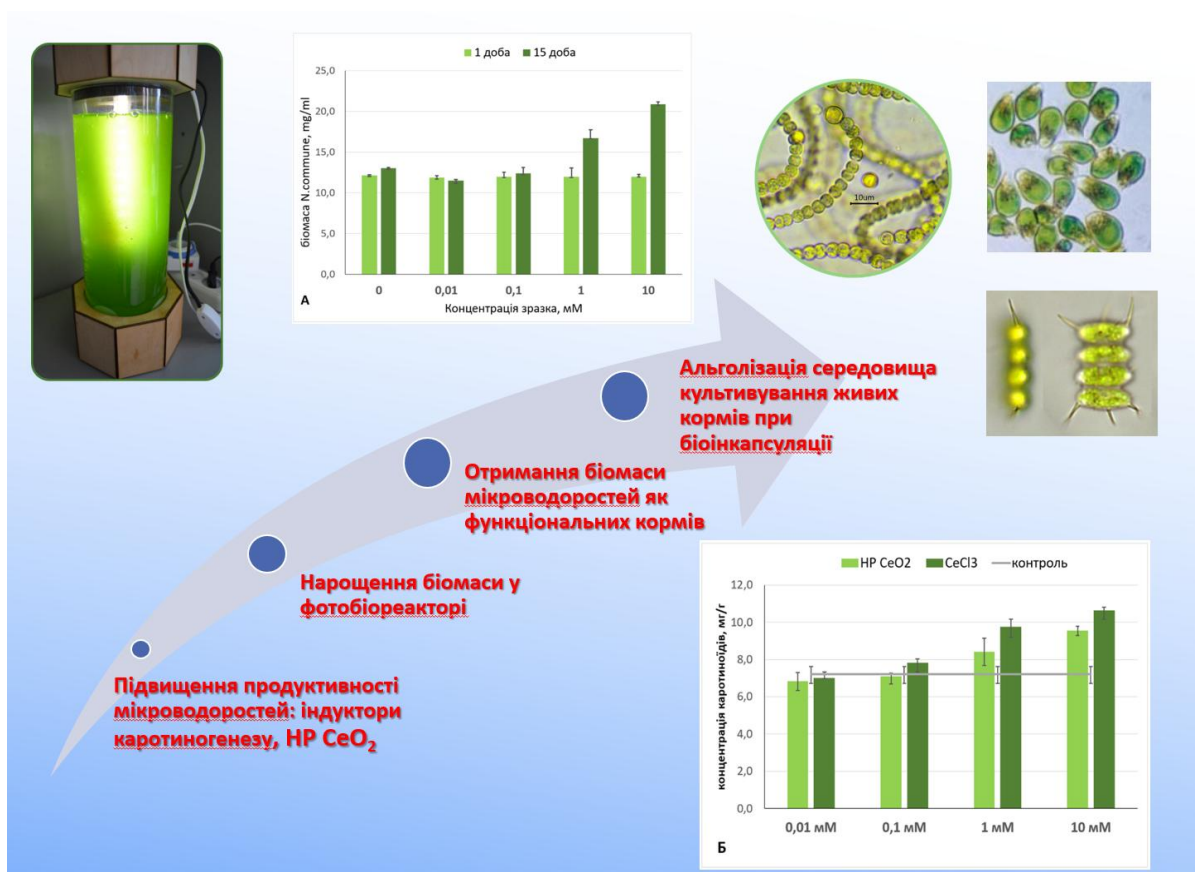 1 доба 15 доба
25,0
20,0
15,0
10,0
5,0
0,0
біомаса N.commune, mg/ml
0 0,01 0,1 1 10
А
Концентрація зразка, мМ
10um
Альголізація середовища
культивування живих
кормів при
біоінкапсуляції
Отримання біомаси
мікроводоростей як
функціональних кормів
Нарощення біомаси у
фотобіореакторі
Підвищення продуктивності
мікроводоростей: індуктори
каротиногенезу, НР CeO₂
НР CeO2 CeCl3 контроль
12,0
10,0
8,0
6,0
4,0
2,0
0,0
концентрація каротиноїдів, мг/г
0,01 мМ 0,1 мМ 1 мМ 10 мМ
Б